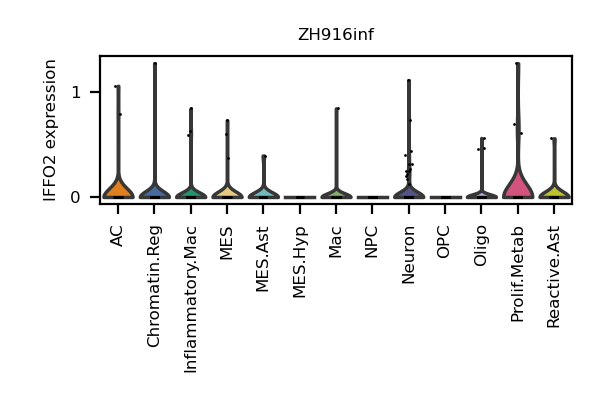 ZH916inf
IFFO2 expression
1
0
AC
Chromatin.Reg
Inflammatory.Mac
MES
MES.Ast
MES.Hyp
Mac
NPC
Neuron
OPC
Oligo
Prolif.Metab
Reactive.Ast